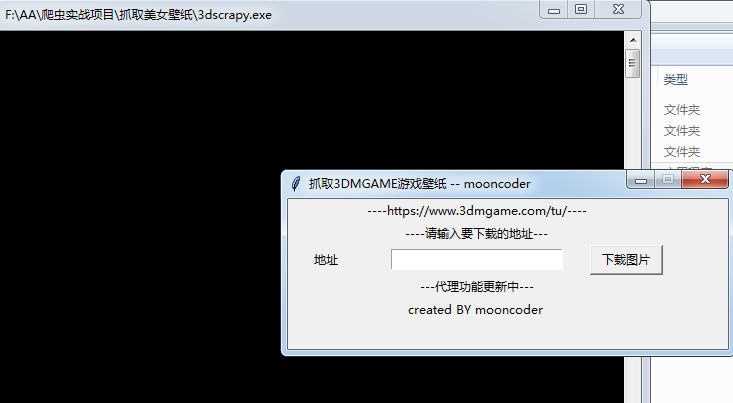 F:\AA\爬虫实战项目\抓取美女壁纸\3dscrapy.exe
类型
文件夹
文件夹
文件夹
抓取3DMGAME游戏壁纸 -- mooncoder
----https://www.3dmgame.com/tu/----
----请输入要下载的地址---
地址
下载图片
---代理功能更新中---
created BY mooncoder